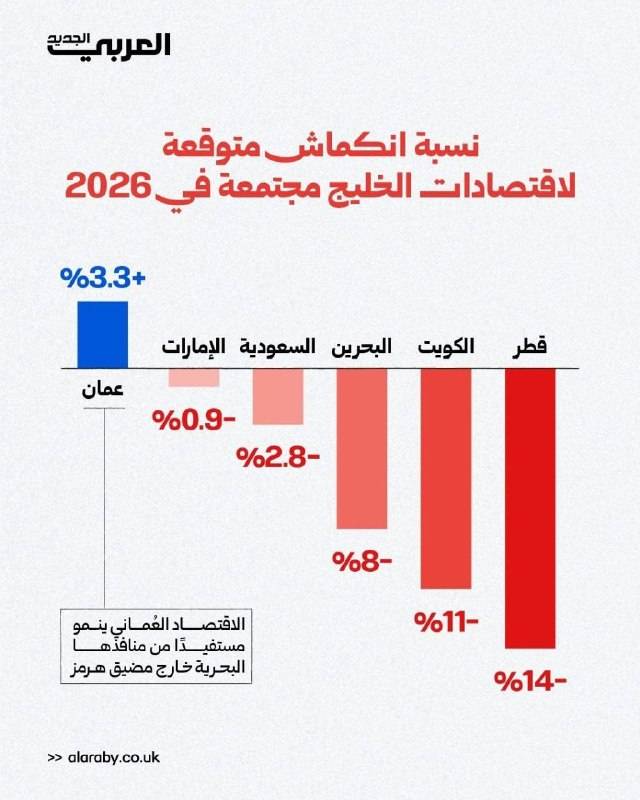 العربي الجديد
نسبة انكماش متوقعة
لاقتصادات الخليج مجتمعة في 2026
%3.3+
قطر
الكويت
البحرين
السعودية
الإمارات
عمان
%0.9-
%2.8-
%8-
%11-
%14-
الاقتصاد العُماني ينمو
مستفيدًا من منافذها
البحرية خارج مضيق هرمز
>> alaraby.co.uk